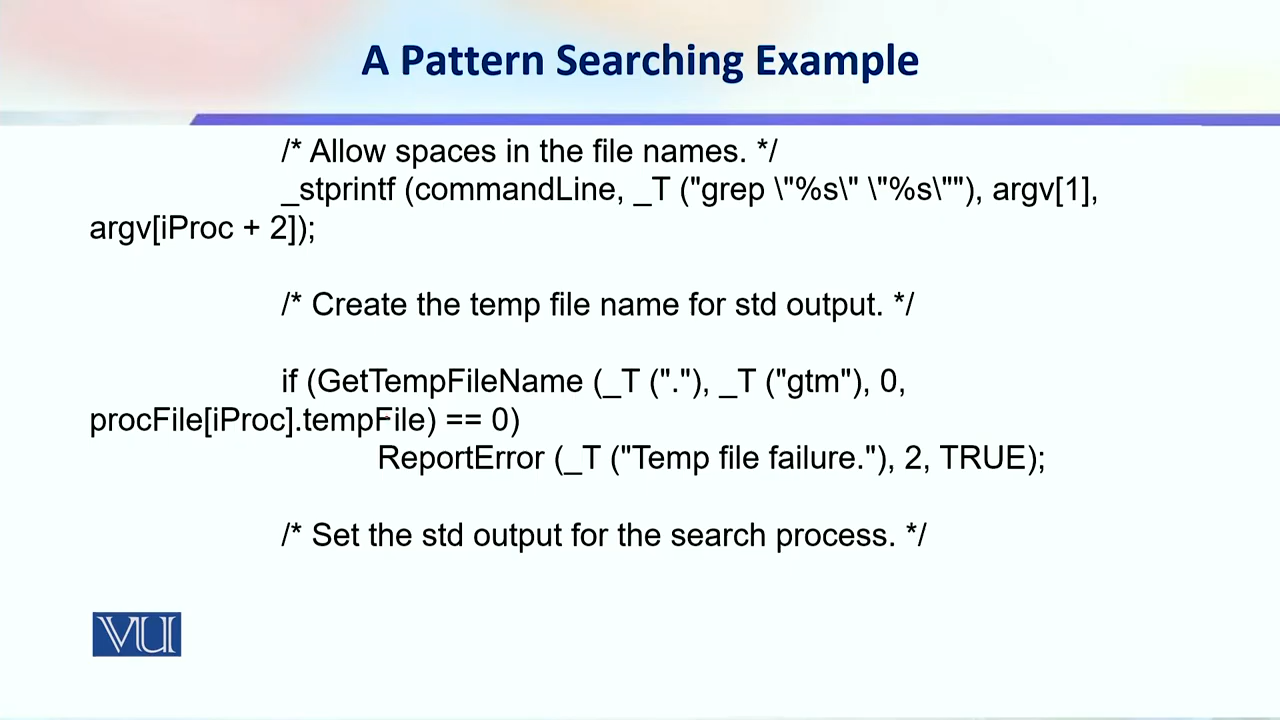 A Pattern Searching Example
/* Allow spaces in the file names. */
_stprintf (commandLine, _T ("grep \"%s\" \"%s\""), argv[1],
argv[iProc + 2]);
/* Create the temp file name for std output. */
if (GetTempFileName (_T ("."), _T ("gtm"), 0,
procFile[iProc].tempFile) == 0)
ReportError (_T ("Temp file failure."), 2, TRUE);
/* Set the std output for the search process. */
VU